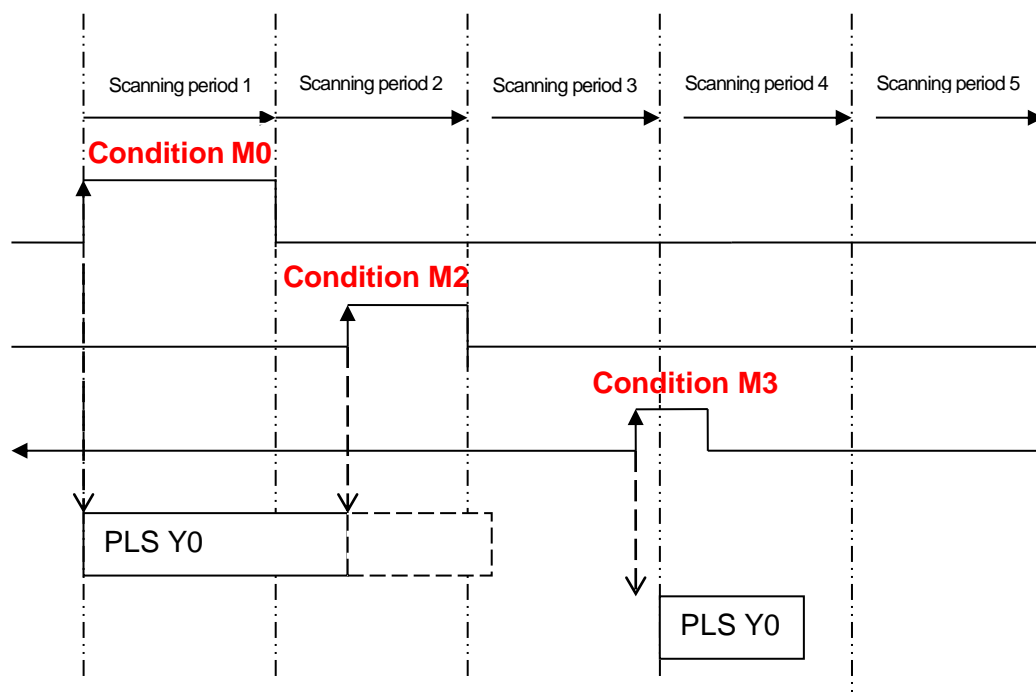 Scanning period 1
Scanning period 2
Scanning period 3
Scanning period 4
Scanning period 5
Condition M0
Condition M2
Condition M3
PLS Y0
PLS Y0